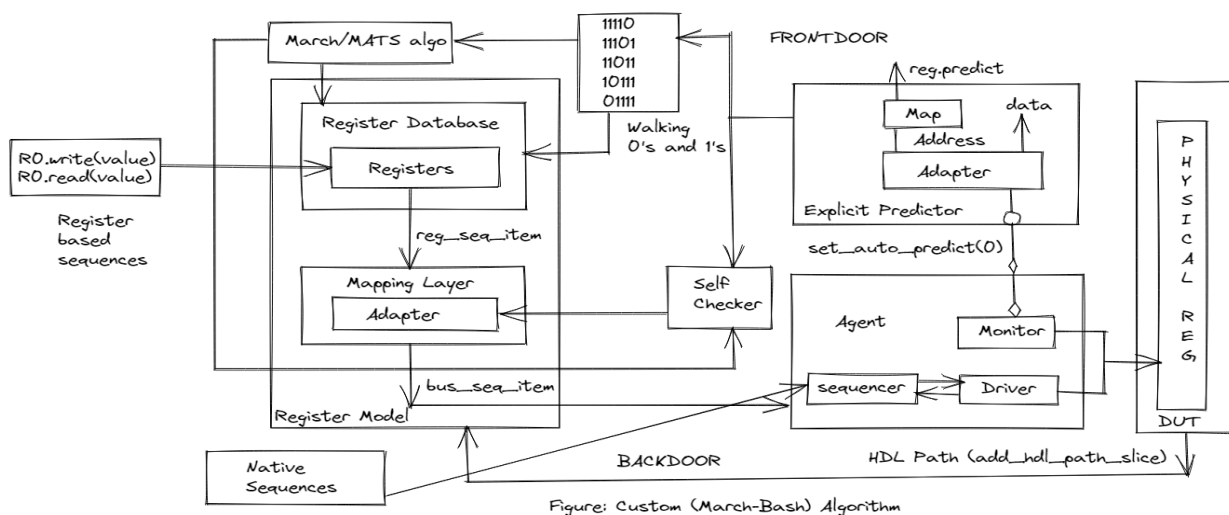 March/MATS algo
11110
11101
11011
10111
01111
Walking
0's and 1's
FRONTDOOR
reg.predict
Map
data
Address
Adapter
Explicit Predictor
set_auto_predict(0)
Register Database
Registers
RO.write(value)
RO.read(value)
Register
based
sequences
reg_seq_item
Mapping Layer
Adapter
Self
Checker
bus_seq_item
Register Model
Agent
Monitor
sequencer
Driver
P
H
Y
S
I
C
A
L
R
E
G
DUT
Native
Sequences
BACKDOOR
HDL Path (add_hdl_path_slice)
Figure: Custom (March-Bash) Algorithm